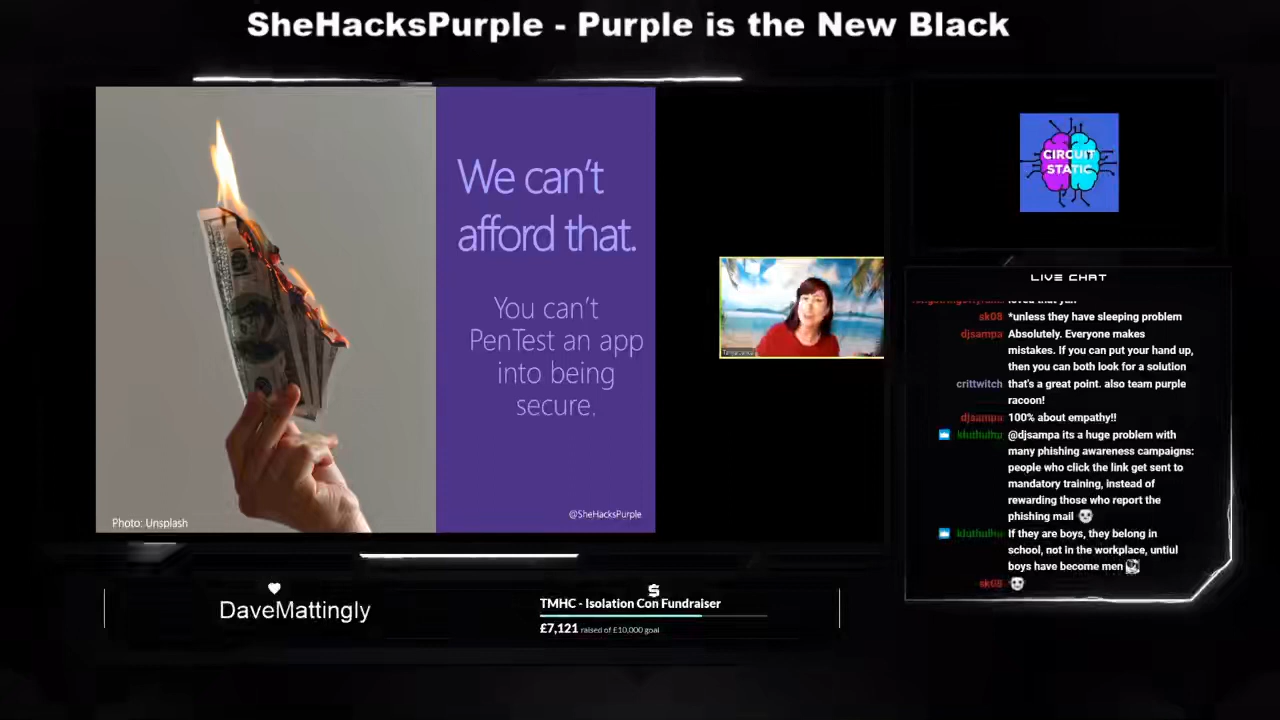 SheHacksPurple - Purple is the New Black
We can't
afford that.
You can't
PenTest an app
into being
secure.
@SheHacksPurple
Photo: Unsplash
CIRCUIT
STATIC
LIVE CHAT
loved that yah
sk08 *unless they have sleeping problem
djsampa Absolutely. Everyone makes
mistakes. If you can put your hand up,
then you can both look for a solution
crittwitch that's a great point. also team purple
racoon!
djsampa 100% about empathy!!
kluthulhu @djsampa its a huge problem with
many phishing awareness campaigns:
people who click the link get sent to
mandatory training, instead of
rewarding those who report the
phishing mail
kluthulhu If they are boys, they belong in
school, not in the workplace, untiul
boys have become men
sk08
DaveMattingly
TMHC - Isolation Con Fundraiser
£7,121 raised of £10,000 goal